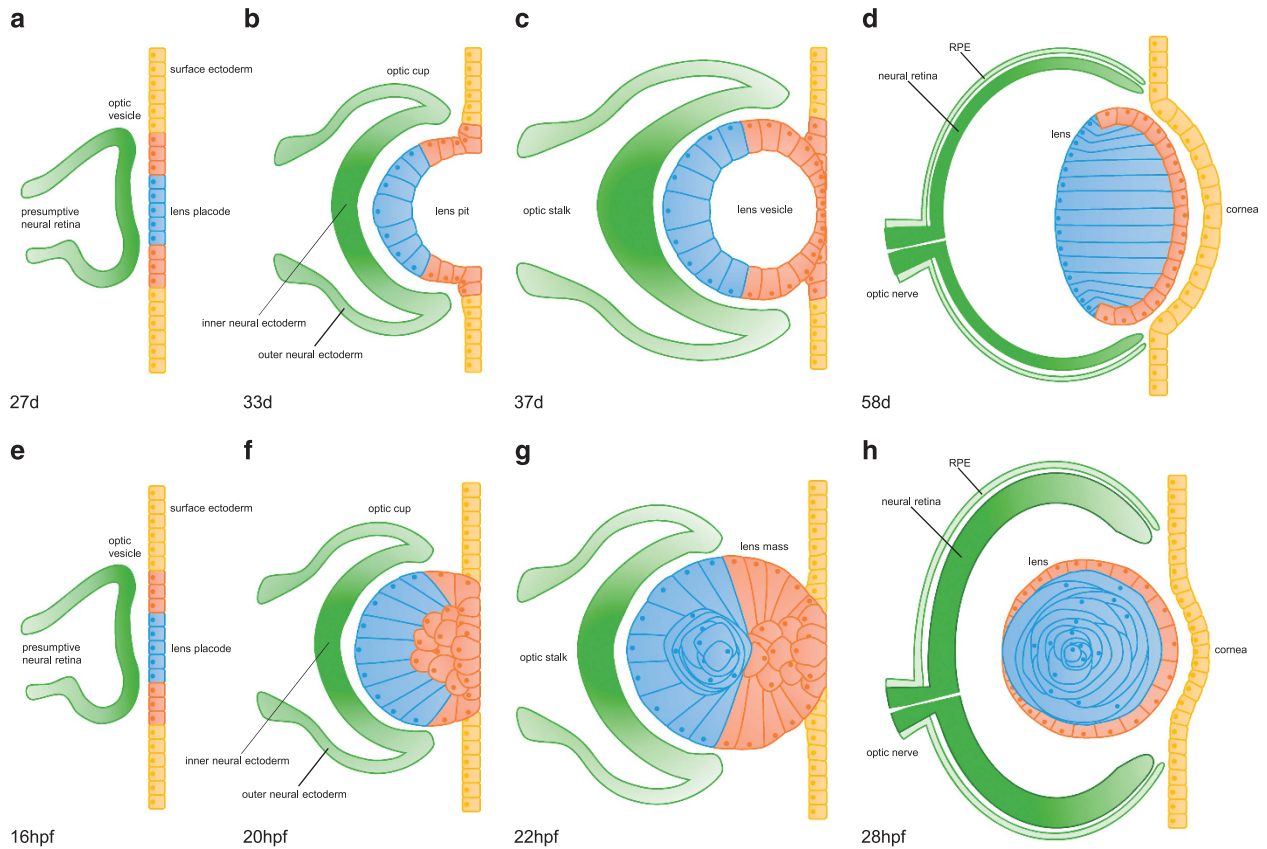 a
surface ectoderm
optic
vesicle
presumptive
neural retina
lens placode
27d
b
optic cup
lens pit
inner neural ectoderm
outer neural ectoderm
33d
c
optic stalk
lens vesicle
37d
d
RPE
neural retina
lens
cornea
optic nerve
58d
e
surface ectoderm
optic
vesicle
presumptive
neural retina
lens placode
16hpf
f
optic cup
inner neural ectoderm
outer neural ectoderm
20hpf
g
lens mass
optic stalk
22hpf
h
RPE
neural retina
lens
cornea
optic nerve
28hpf